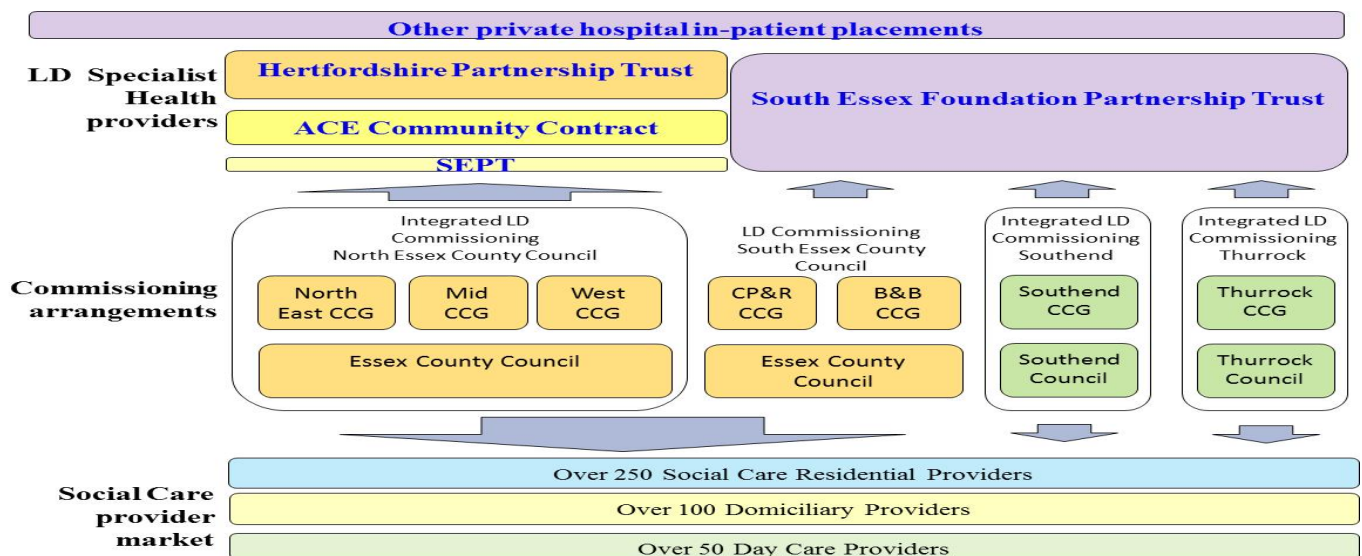 Other private hospital in-patient placements
LD Specialist
Health
providers
Hertfordshire Partnership Trust
ACE Community Contract
SEPT
South Essex Foundation Partnership Trust
Commissioning
arrangements
Integrated LD
Commissioning
North Essex County Council
North
East CCG
Mid
CCG
West
CCG
Essex County Council
LD Commissioning
South Essex County
Council
CP&R
CCG
B&B
CCG
Essex County
Council
Integrated LD
Commissioning
Southend
Southend
CCG
Southend
Council
Integrated LD
Commissioning
Thurrock
Thurrock
CCG
Thurrock
Council
Social Care
provider
market
Over 250 Social Care Residential Providers
Over 100 Domiciliary Providers
Over 50 Day Care Providers